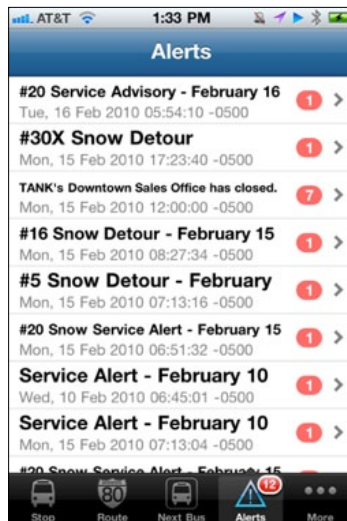 AT&T 1:33 PM
Alerts
#20 Service Advisory - February 16
Tue, 16 Feb 2010 05:54:10 -0500
1
#30X Snow Detour
Mon, 15 Feb 2010 17:23:40 -0500
1
TANK's Downtown Sales Office has closed.
Mon, 15 Feb 2010 12:00:00 -0500
7
#16 Snow Detour - February 15
Mon, 15 Feb 2010 08:27:34 -0500
1
#5 Snow Detour - February
Mon, 15 Feb 2010 07:13:16 -0500
1
#20 Snow Service Alert - February 15
Mon, 15 Feb 2010 06:51:32 -0500
1
Service Alert - February 10
Wed, 10 Feb 2010 06:45:01 -0500
1
Service Alert - February 10
Mon, 15 Feb 2010 07:13:04 -0500
1
#20 Snow Service Alert - February 15
80
12
Stop Route Next Bus Alerts More